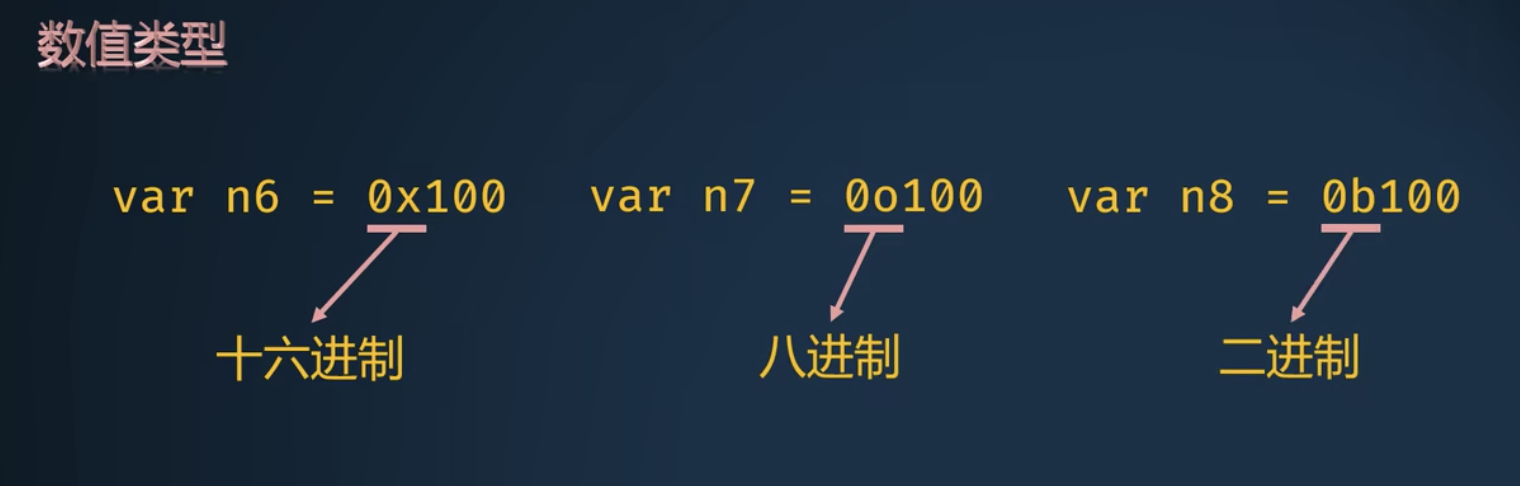 数值类型
var n6 = 0x100 var n7 = 0o100 var n8 = 0b100
十六进制 八进制 二进制